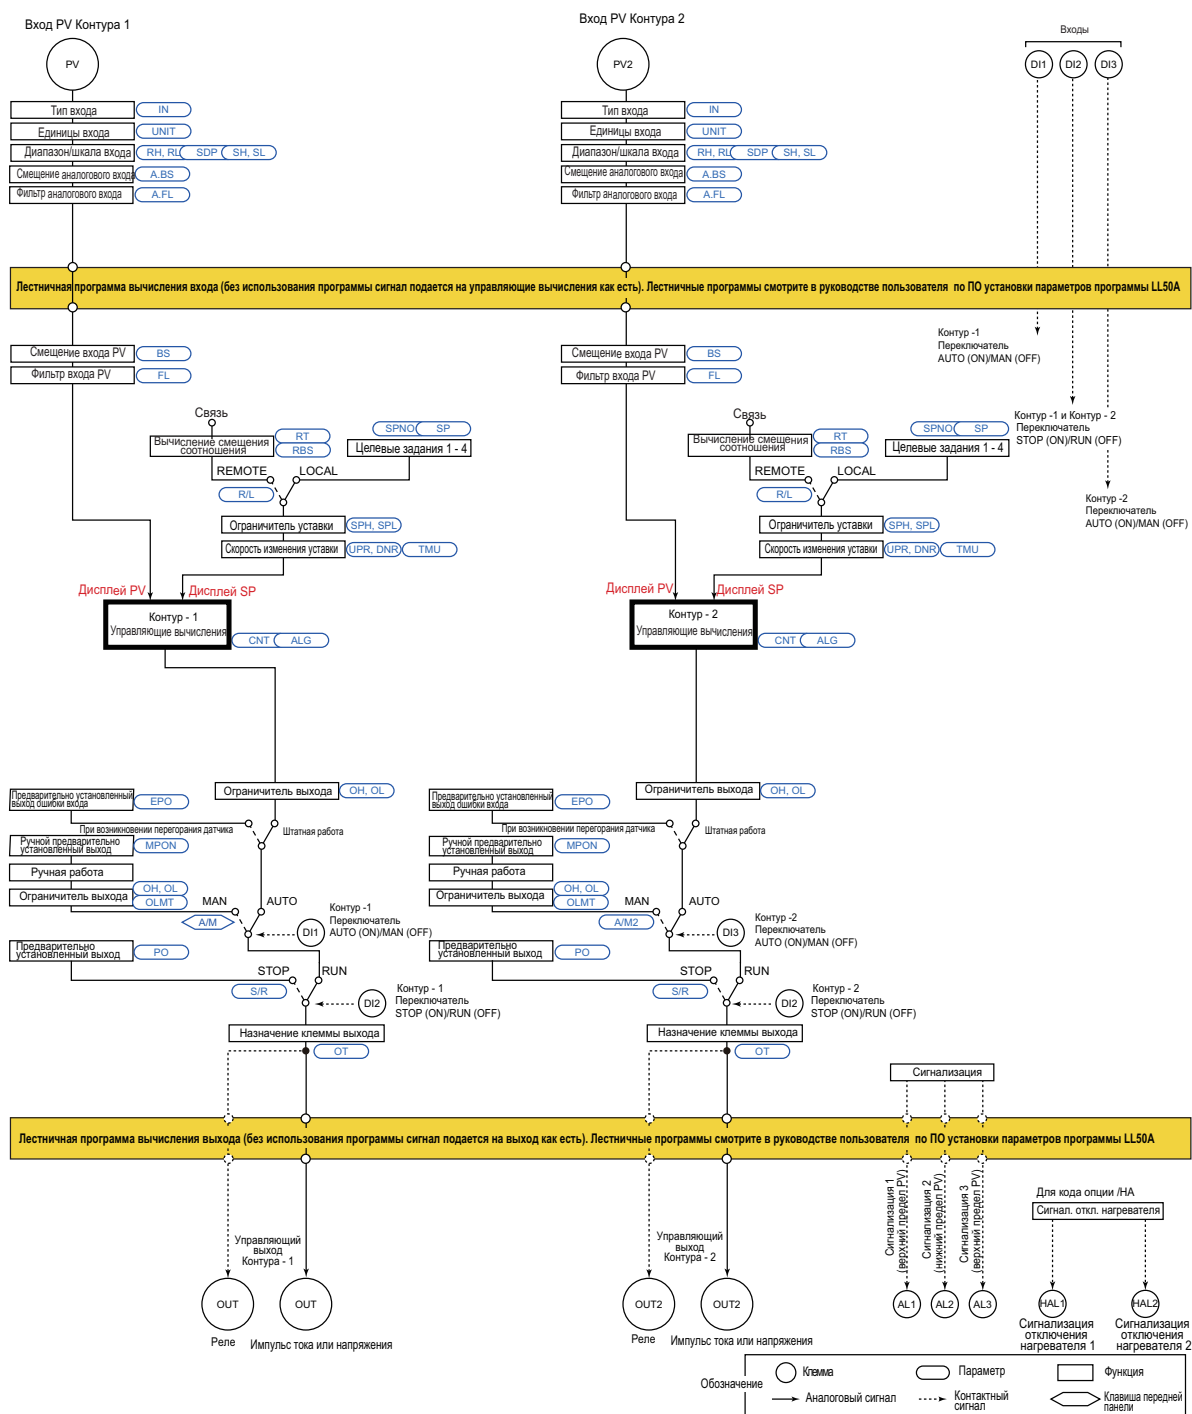 Вход PV Контура 1
Вход PV Контура 2
Входы
PV
PV2
DI1
DI2
DI3
Тип входа
IN
Единицы входа
UNIT
Диапазон/шкала входа
RH, RL
SDP
SH, SL
Смещение аналогового входа
A.BS
Фильтр аналогового входа
A.FL
Тип входа
IN
Единицы входа
UNIT
Диапазон/шкала входа
RH, RL
SDP
SH, SL
Смещение аналогового входа
A.BS
Фильтр аналогового входа
A.FL
Лестничная программа вычисления входа (без использования программы сигнал подается на управляющие вычисления как есть). Лестничные программы смотрите в руководстве пользователя по ПО установки параметров программы LL50A
Контур -1
Переключатель
AUTO (ON)/MAN (OFF)
Контур -1 и Контур - 2
Переключатель
STOP (ON)/RUN (OFF)
Контур -2
Переключатель
AUTO (ON)/MAN (OFF)
Смещение входа PV
BS
Фильтр входа PV
FL
Связь
Вычисление смещения
соотношения
RT
RBS
SPNO
SP
Целевые задания 1 - 4
REMOTE
LOCAL
R/L
Ограничитель уставки
SPH, SPL
Скорость изменения уставки
UPR, DNR
TMU
Дисплей PV
Дисплей SP
Контур - 1
Управляющие вычисления
CNT
ALG
Смещение входа PV
BS
Фильтр входа PV
FL
Связь
Вычисление смещения
соотношения
RT
RBS
SPNO
SP
Целевые задания 1 - 4
REMOTE
LOCAL
R/L
Ограничитель уставки
SPH, SPL
Скорость изменения уставки
UPR, DNR
TMU
Дисплей PV
Дисплей SP
Контур - 2
Управляющие вычисления
CNT
ALG
Ограничитель выхода
OH, OL
Предварительно установленный
выход ошибки входа
EPO
При возникновении перегорания датчика
Штатная работа
Ручной предварительно
установленный выход
MPON
Ручная работа
Ограничитель выхода
OH, OL
OLMT
MAN
AUTO
A/M
DI1
Контур -1
Переключатель
AUTO (ON)/MAN (OFF)
Предварительно
установленный выход
PO
STOP
RUN
S/R
DI2
Контур - 1
Переключатель
STOP (ON)/RUN (OFF)
Назначение клеммы выхода
OT
Ограничитель выхода
OH, OL
Предварительно установленный
выход ошибки входа
EPO
При возникновении перегорания датчика
Штатная работа
Ручной предварительно
установленный выход
MPON
Ручная работа
Ограничитель выхода
OH, OL
OLMT
MAN
AUTO
A/M2
DI3
Контур -2
Переключатель
AUTO (ON)/MAN (OFF)
Предварительно
установленный выход
PO
STOP
RUN
S/R
DI2
Контур - 2
Переключатель
STOP (ON)/RUN (OFF)
Назначение клеммы выхода
OT
Сигнализация
Лестничная программа вычисления выхода (без использования программы сигнал подается на выход как есть). Лестничные программы смотрите в руководстве пользователя по ПО установки параметров программы LL50A
Управляющий
выход
Контура - 1
OUT
OUT
Реле
Импульс тока или напряжения
Управляющий
выход
Контура - 2
OUT2
OUT2
Реле
Импульс тока или напряжения
Сигнализация 1
(верхний предел PV)
Сигнализация 2
(нижний предел PV)
Сигнализация 3
(верхний предел PV)
AL1
AL2
AL3
Для кода опции /HA
Сигнал. откл. нагревателя
HAL1
HAL2
Сигнализация
отключения
нагревателя 1
Сигнализация
отключения
нагревателя 2
Обозначение
Клемма
Параметр
Функция
Аналоговый сигнал
Контактный
сигнал
Клавиша передней
панели